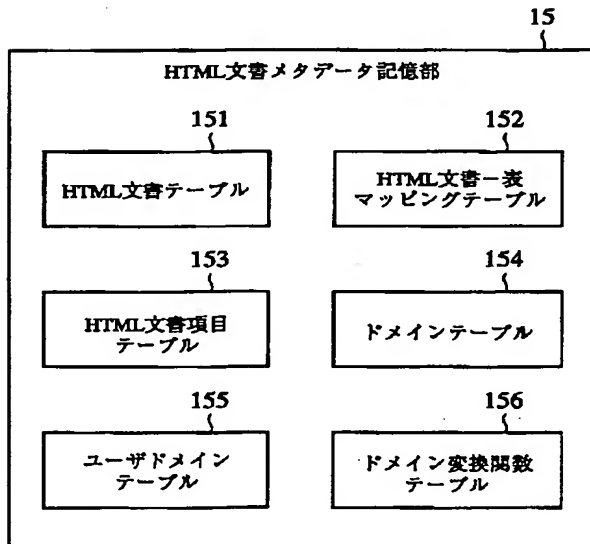 15
HTML文書メタデータ記憶部
151
152
HTML文書テーブル
HTML文書－表
マッピングテーブル
153
154
HTML文書項目
テーブル
ドメインテーブル
155
156
ユーザドメイン
テーブル
ドメイン変換関数
テーブル